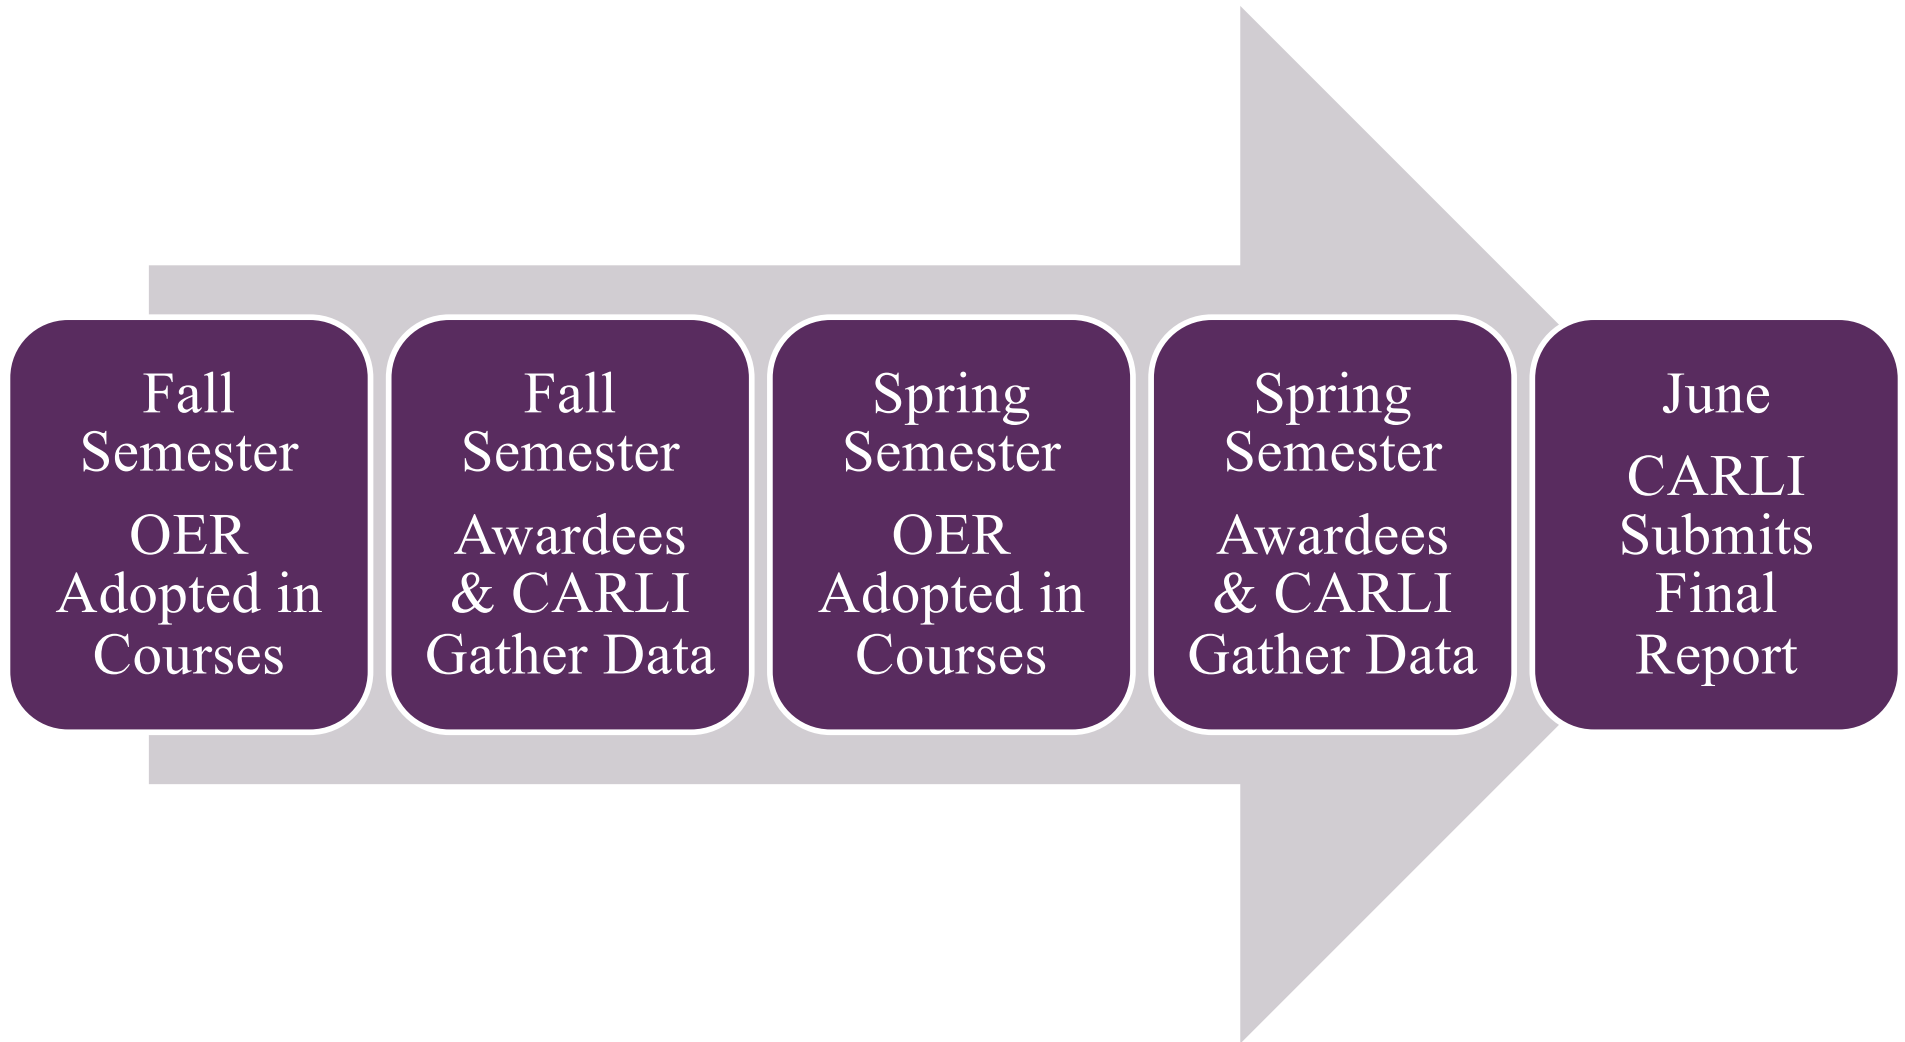 Fall
Semester
OER
Adopted in
Courses
Fall
Semester
Awardees
& CARLI
Gather Data
Spring
Semester
OER
Adopted in
Courses
Spring
Semester
Awardees
& CARLI
Gather Data
June
CARLI
Submits
Final
Report